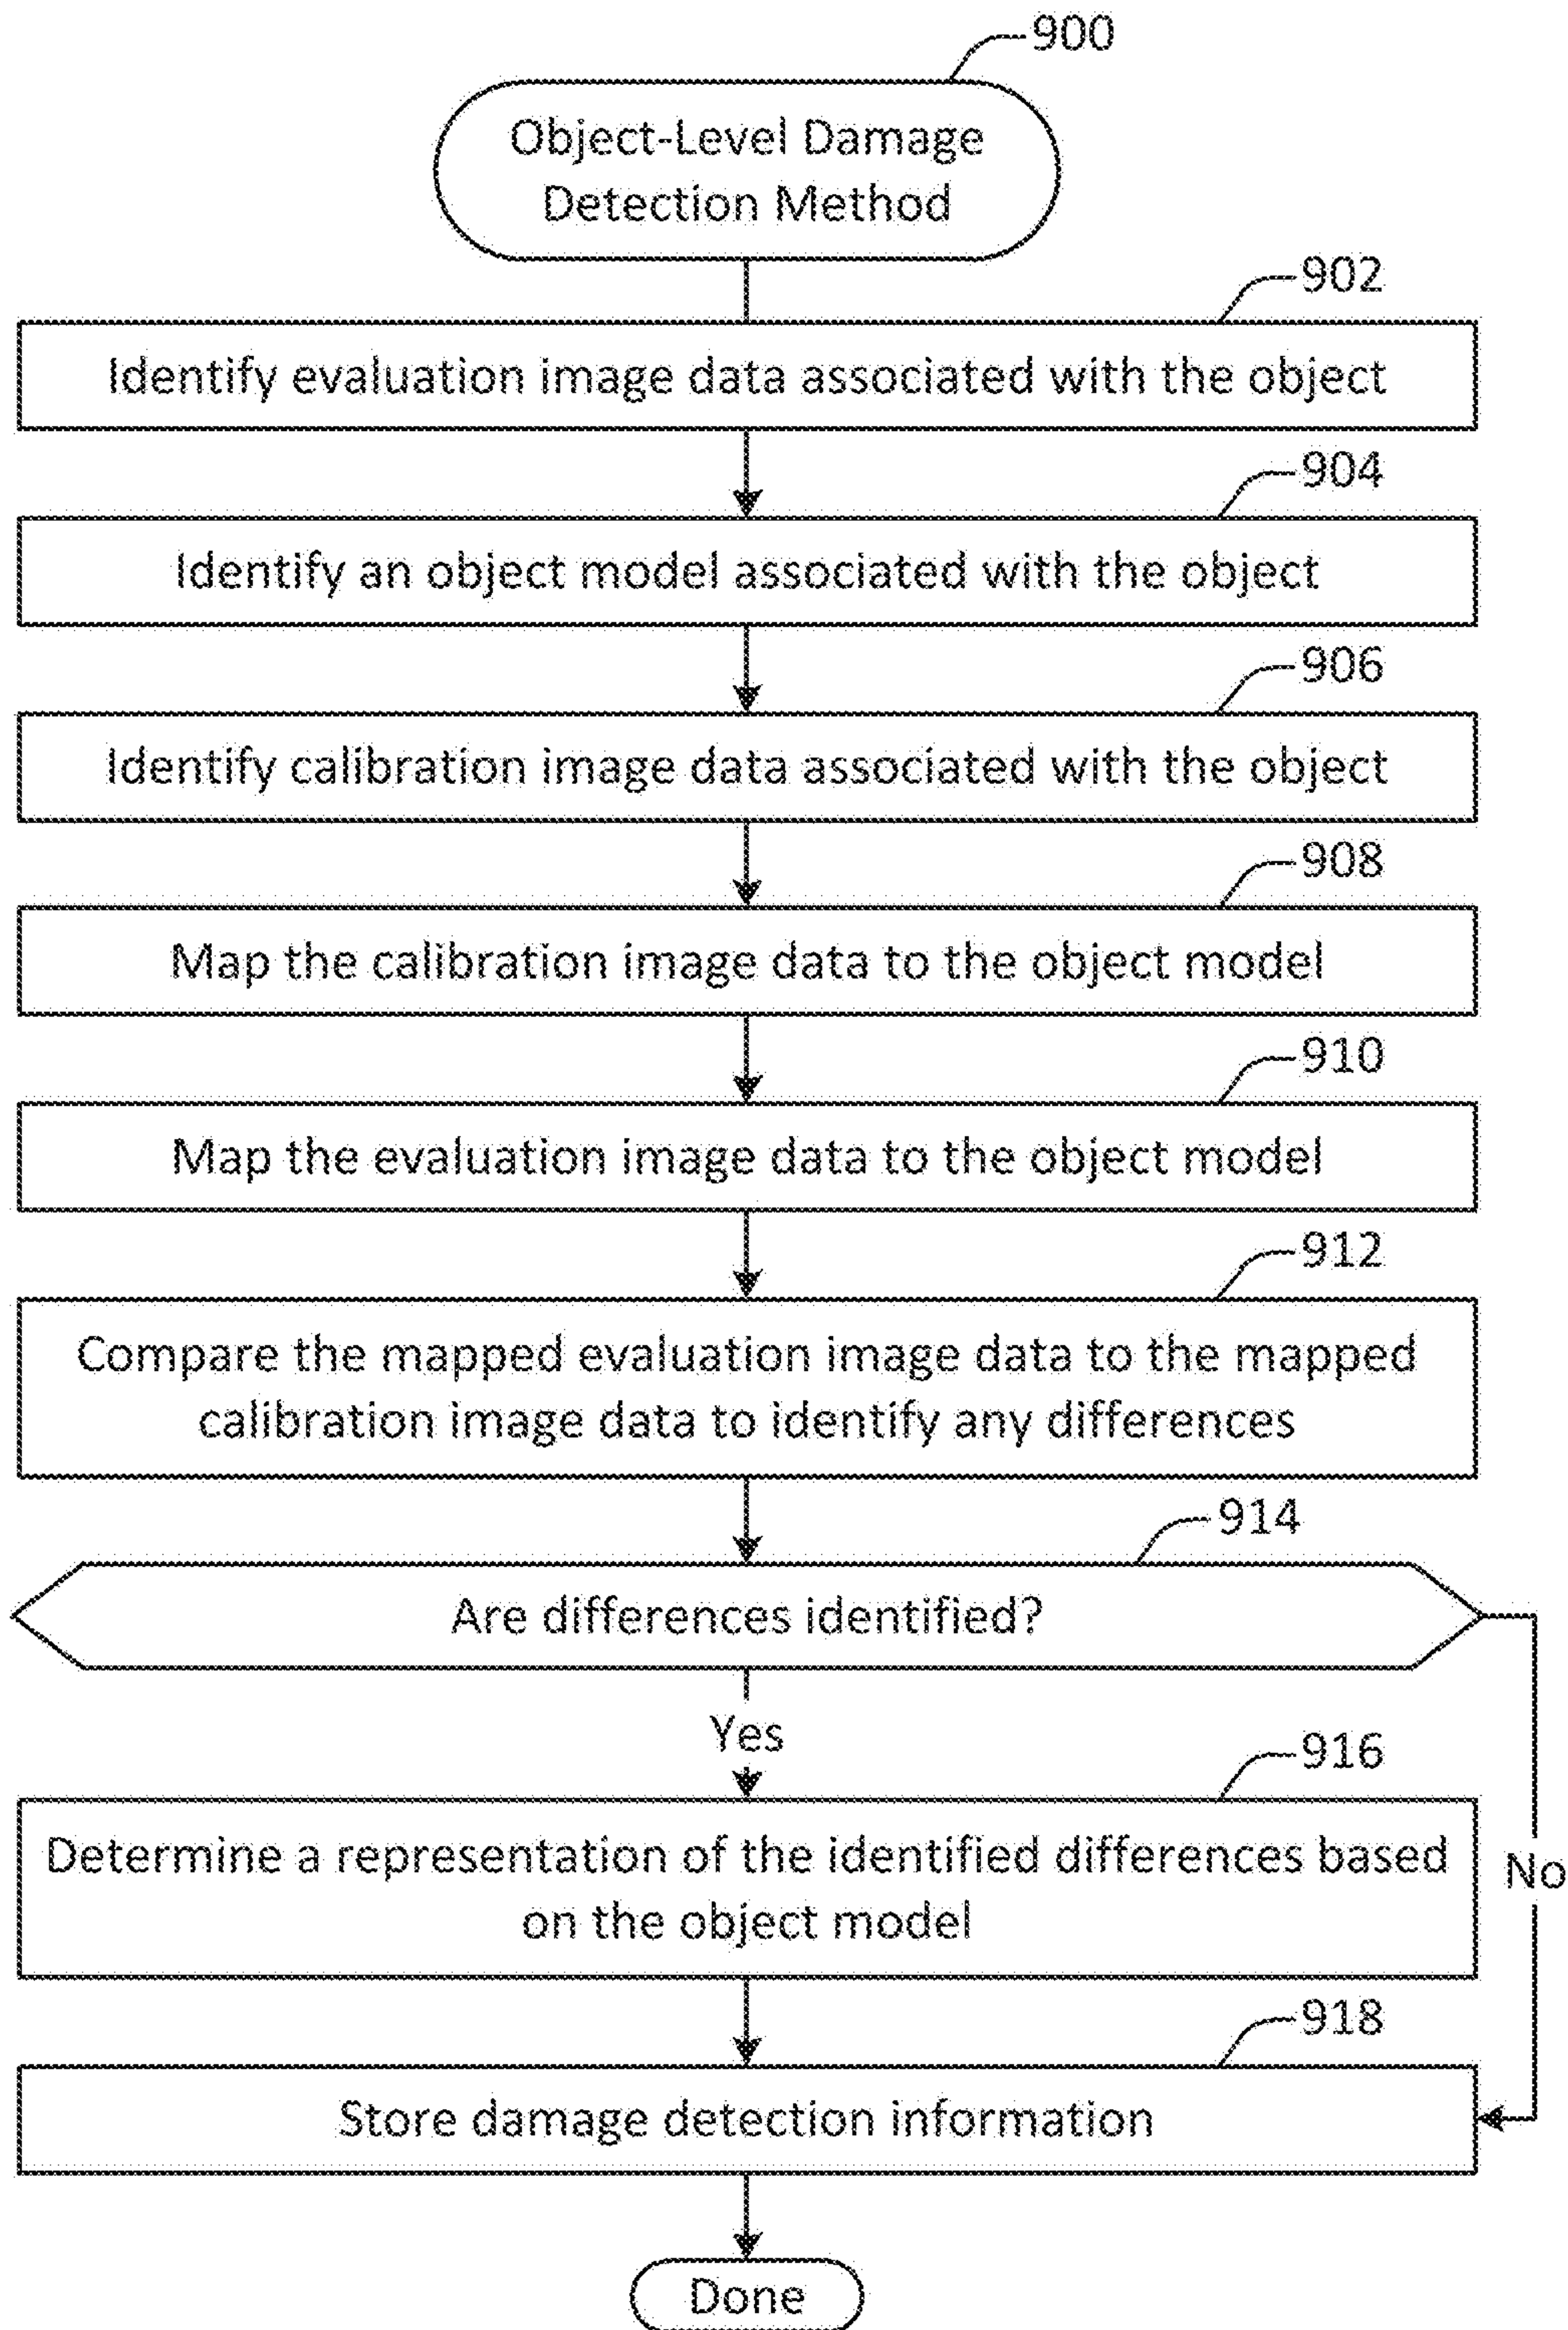 900
Object-Level Damage
Detection Method
902
Identify evaluation image data associated with the object
904
Identify an object model associated with the object
906
Identify calibration image data associated with the object
908
Map the calibration image data to the object model
910
Map the evaluation image data to the object model
912
Compare the mapped evaluation image data to the mapped
calibration image data to identify any differences
914
Are differences identified?
Yes
916
Determine a representation of the identified differences based
on the object model
No
918
Store damage detection information
Done